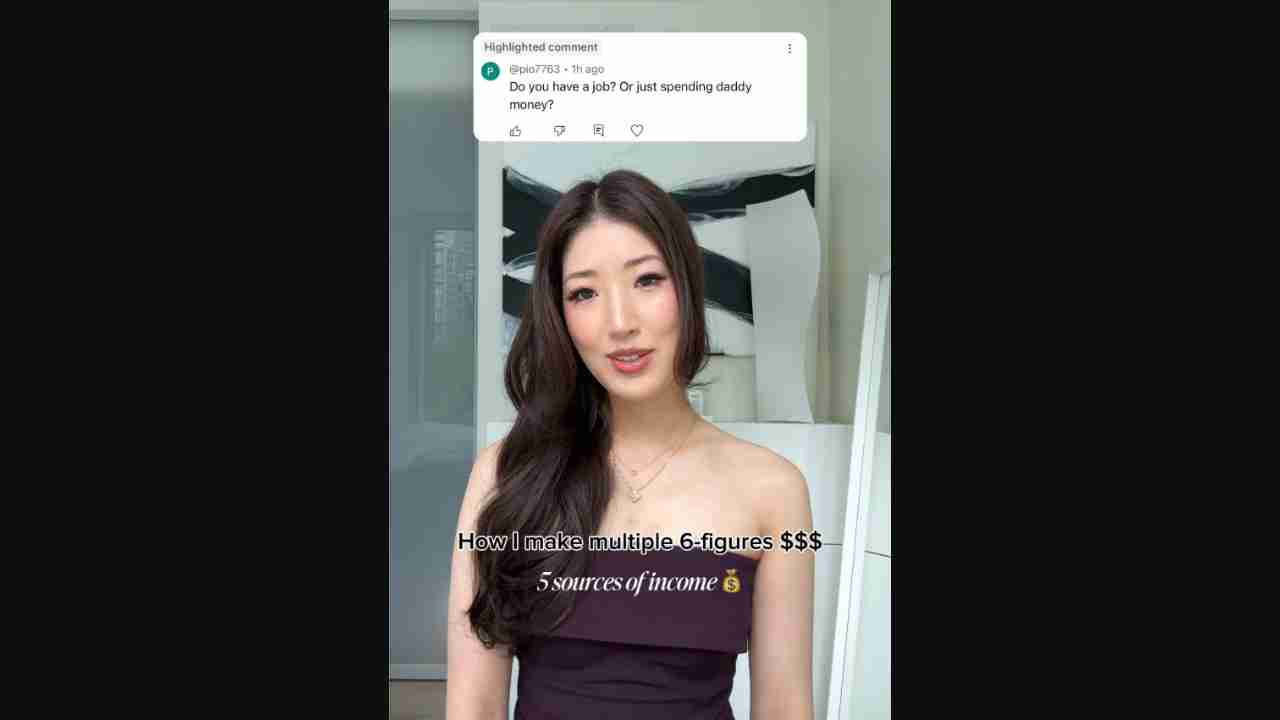 Highlighted comment
P
@pio7763 • 1h ago
Do you have a job? Or just spending daddy
money?
How I make multiple 6-figures $$$
5 sources of income 💰